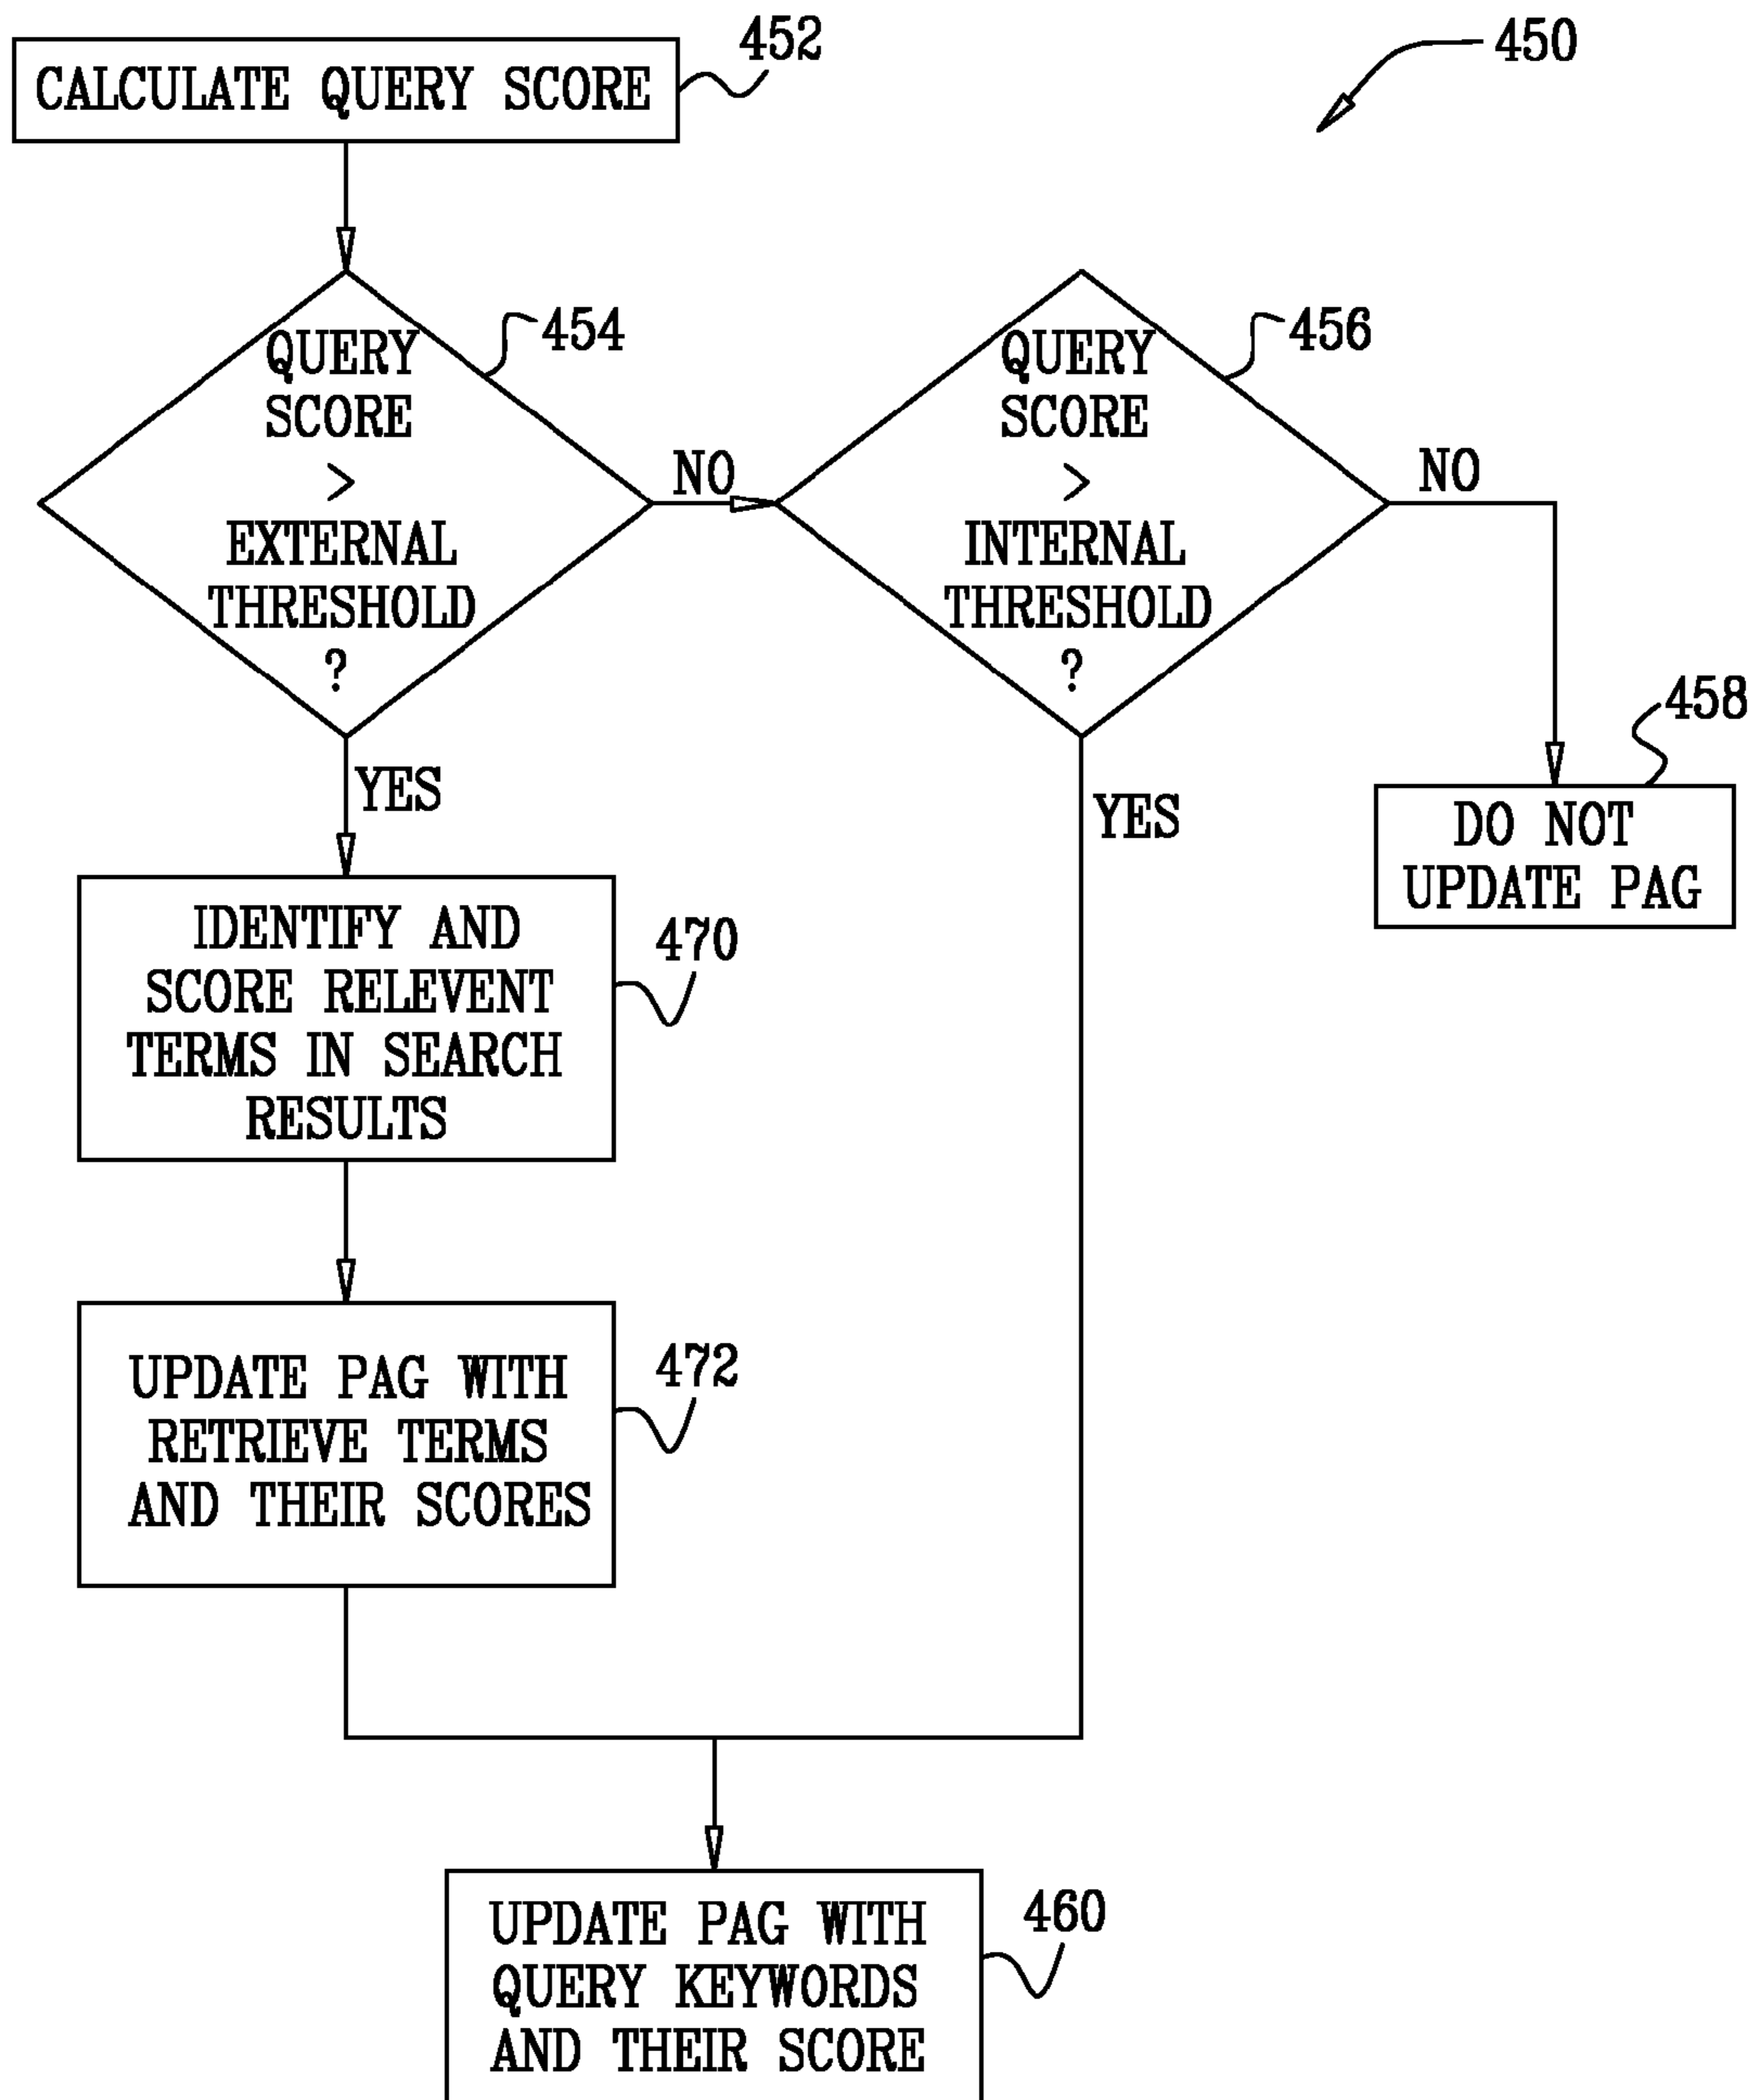 452
450
CALCULATE QUERY SCORE
454
QUERY
SCORE
>
EXTERNAL
THRESHOLD
?
NO
456
QUERY
SCORE
>
INTERNAL
THRESHOLD
?
NO
458
DO NOT
UPDATE PAG
YES
YES
IDENTIFY AND
SCORE RELEVENT
TERMS IN SEARCH
RESULTS
470
UPDATE PAG WITH
RETRIEVE TERMS
AND THEIR SCORES
472
UPDATE PAG WITH
QUERY KEYWORDS
AND THEIR SCORE
460